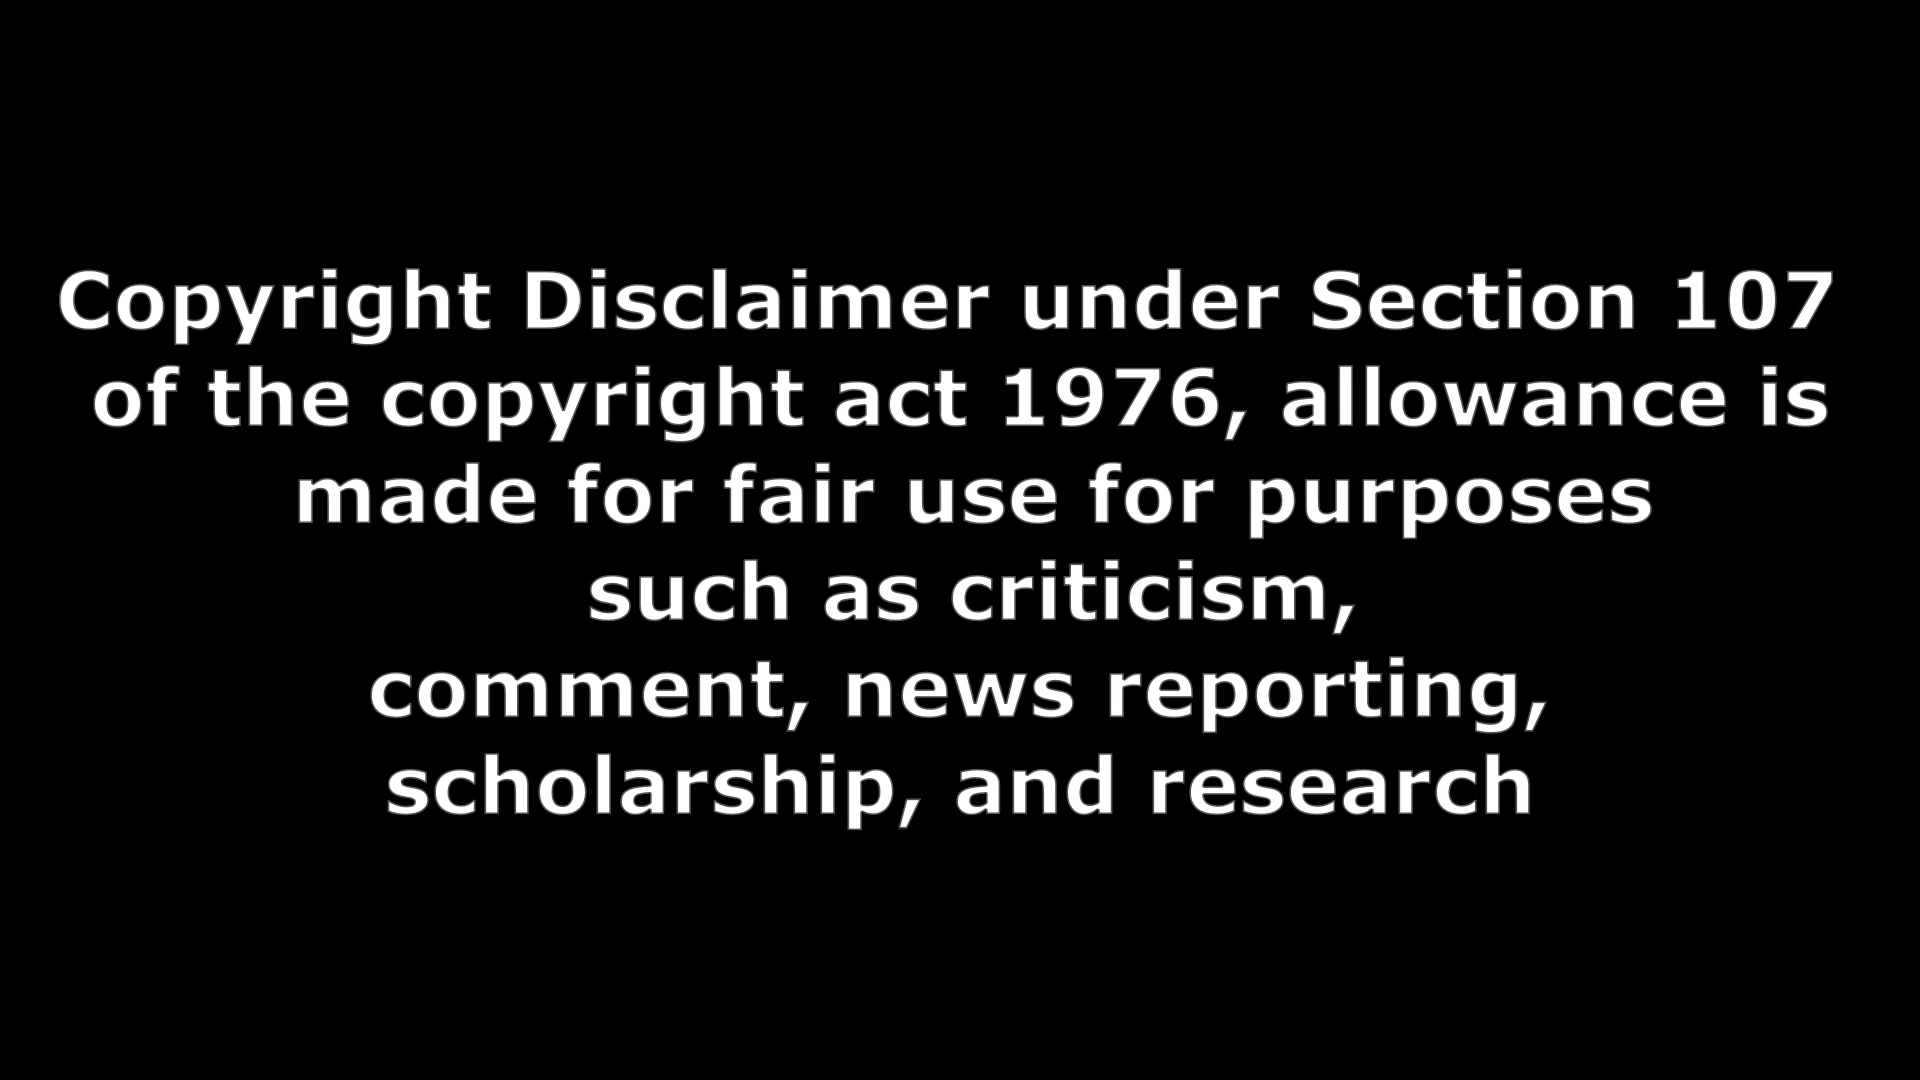 Copyright Disclaimer under Section 107
of the copyright act 1976, allowance is
made for fair use for purposes
such as criticism,
comment, news reporting,
scholarship, and research